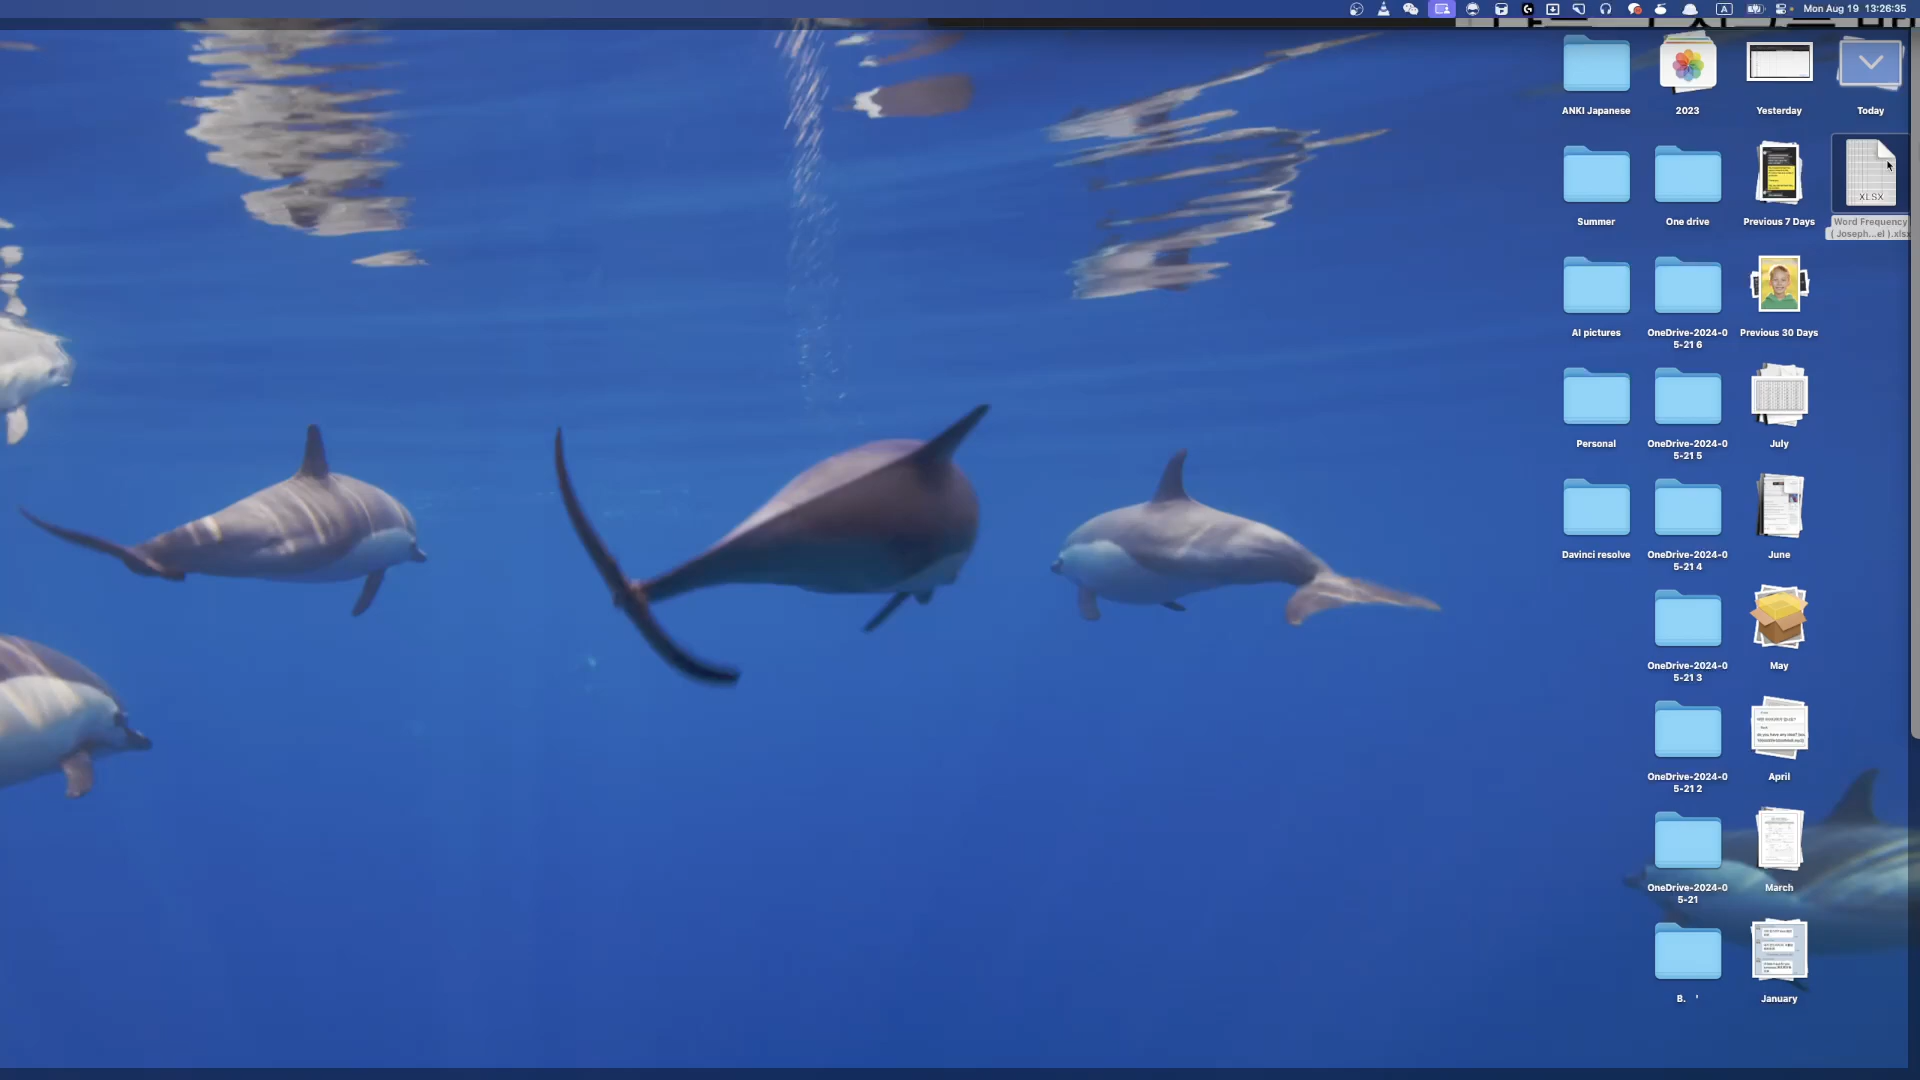 Mon Aug 19 13:26:35
ANKI Japanese
2023
Yesterday
Today
XLSX
Summer
One drive
Previous 7 Days
Word Frequency
( Joseph...el ).xlsx
AI pictures
OneDrive-2024-0
5-21 6
Previous 30 Days
Personal
OneDrive-2024-0
5-21 5
July
Davinci resolve
OneDrive-2024-0
5-21 4
June
OneDrive-2024-0
5-21 3
May
OneDrive-2024-0
5-21 2
April
OneDrive-2024-0
5-21
March
B.
January